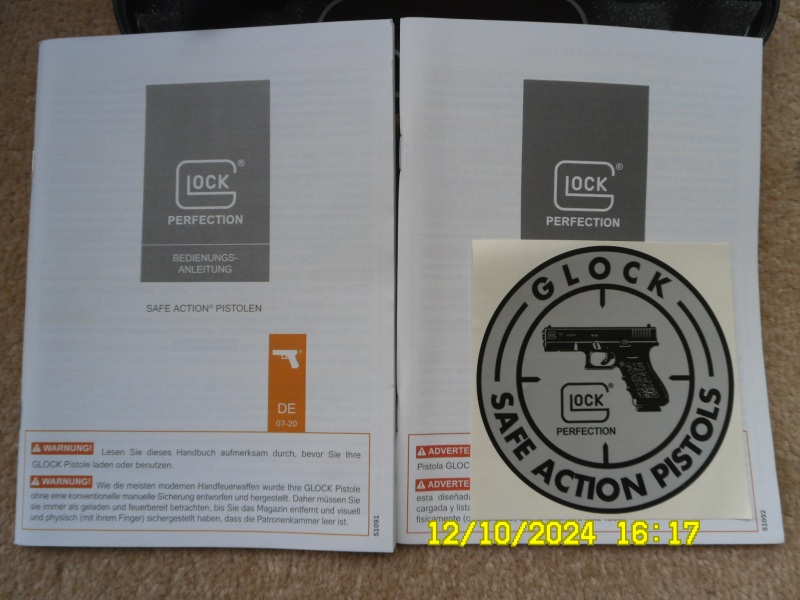 GLOCK®
PERFECTION
BEDIENUNGS-
ANLEITUNG
SAFE ACTION® PISTOLEN
DE
07-20
WARNUNG! Lesen Sie dieses Handbuch aufmerksam durch, bevor Sie Ihre
GLOCK Pistole laden oder benutzen.
WARNUNG! Wie die meisten modernen Handfeuerwaffen wurde Ihre GLOCK Pistole
ohne eine konventionelle manuelle Sicherung entworfen und hergestellt. Daher müssen Sie
sie immer als geladen und feuerbereit betrachten, bis Sie das Magazin entfernt und visuell
und physisch (mit ihrem Finger) sichergestellt haben, dass die Patronenkammer leer ist.
51091
GLOCK®
PERFECTION
GLOCK
GLOCK
PERFECTION
SAFE ACTION PISTOLS
ADVERTE
Pistola GLOC
ADVERTE
esta diseñada
cargada y lista
físicamente (c
51092
12/10/2024 16:17